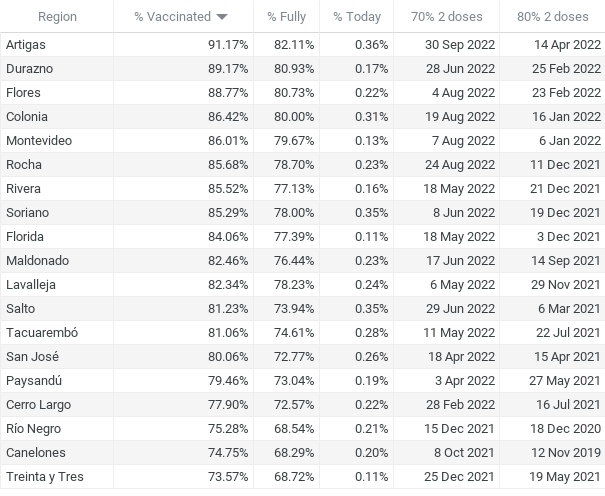 Region % Vaccinated % Fully % Today 70% 2 doses 80% 2 doses
Artigas 91.17% 82.11% 0.36% 30 Sep 2022 14 Apr 2022
Durazno 89.17% 80.93% 0.17% 28 Jun 2022 25 Feb 2022
Flores 88.77% 80.73% 0.22% 4 Aug 2022 23 Feb 2022
Colonia 86.42% 80.00% 0.31% 19 Aug 2022 16 Jan 2022
Montevideo 86.01% 79.67% 0.13% 7 Aug 2022 6 Jan 2022
Rocha 85.68% 78.70% 0.23% 24 Aug 2022 11 Dec 2021
Rivera 85.52% 77.13% 0.16% 18 May 2022 21 Dec 2021
Soriano 85.29% 78.00% 0.35% 8 Jun 2022 19 Dec 2021
Florida 84.06% 77.39% 0.11% 18 May 2022 3 Dec 2021
Maldonado 82.46% 76.44% 0.23% 17 Jun 2022 14 Sep 2021
Lavalleja 82.34% 78.23% 0.24% 6 May 2022 29 Nov 2021
Salto 81.23% 73.94% 0.35% 29 Jun 2022 6 Mar 2021
Tacuarembó 81.06% 74.61% 0.28% 11 May 2022 22 Jul 2021
San José 80.06% 72.77% 0.26% 18 Apr 2022 15 Apr 2021
Paysandú 79.46% 73.04% 0.19% 3 Apr 2022 27 May 2021
Cerro Largo 77.90% 72.57% 0.22% 28 Feb 2022 16 Jul 2021
Río Negro 75.28% 68.54% 0.21% 15 Dec 2021 18 Dec 2020
Canelones 74.75% 68.29% 0.20% 8 Oct 2021 12 Nov 2019
Treinta y Tres 73.57% 68.72% 0.11% 25 Dec 2021 19 May 2021